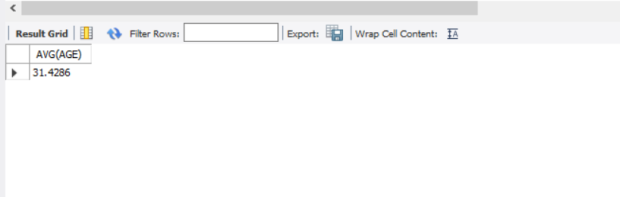 Result Grid Filter Rows: Export: Wrap Cell Content:
AVG(AGE)
31.4286